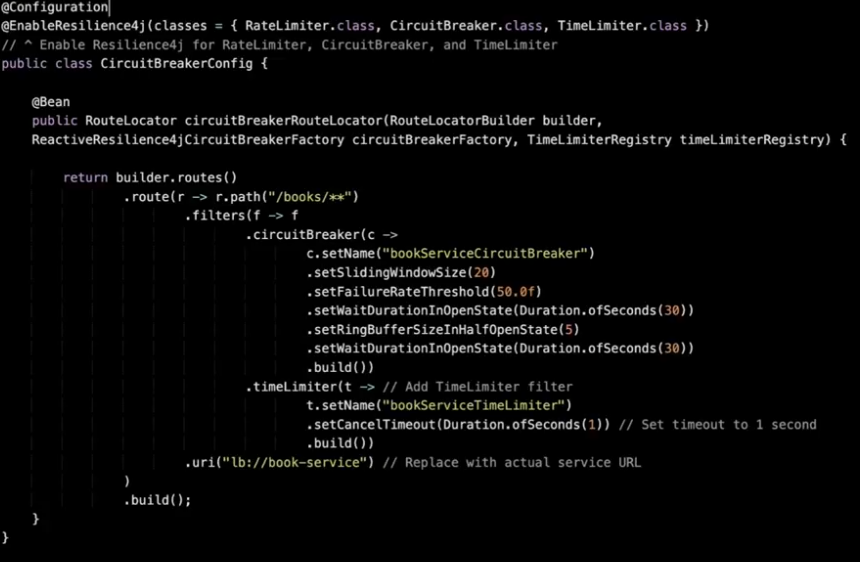 @Configuration
@EnableResilience4j(classes = { RateLimiter.class, CircuitBreaker.class, TimeLimiter.class })
// ^ Enable Resilience4j for RateLimiter, CircuitBreaker, and TimeLimiter
public class CircuitBreakerConfig {
@Bean
public RouteLocator circuitBreakerRouteLocator(RouteLocatorBuilder builder,
ReactiveResilience4jCircuitBreakerFactory circuitBreakerFactory, TimeLimiterRegistry timeLimiterRegistry) {
return builder.routes()
.route(r -> r.path("/books/**")
.filters(f -> f
.circuitBreaker(c ->
c.setName("bookServiceCircuitBreaker")
.setSlidingWindowSize(20)
.setFailureRateThreshold(50.0f)
.setWaitDurationInOpenState(Duration.ofSeconds(30))
.setRingBufferSizeInHalfOpenState(5)
.setWaitDurationInOpenState(Duration.ofSeconds(30))
.build())
.timeLimiter(t -> // Add TimeLimiter filter
t.setName("bookServiceTimeLimiter")
.setCancelTimeout(Duration.ofSeconds(1)) // Set timeout to 1 second
.build())
.uri("lb://book-service") // Replace with actual service URL
)
.build();
}
}